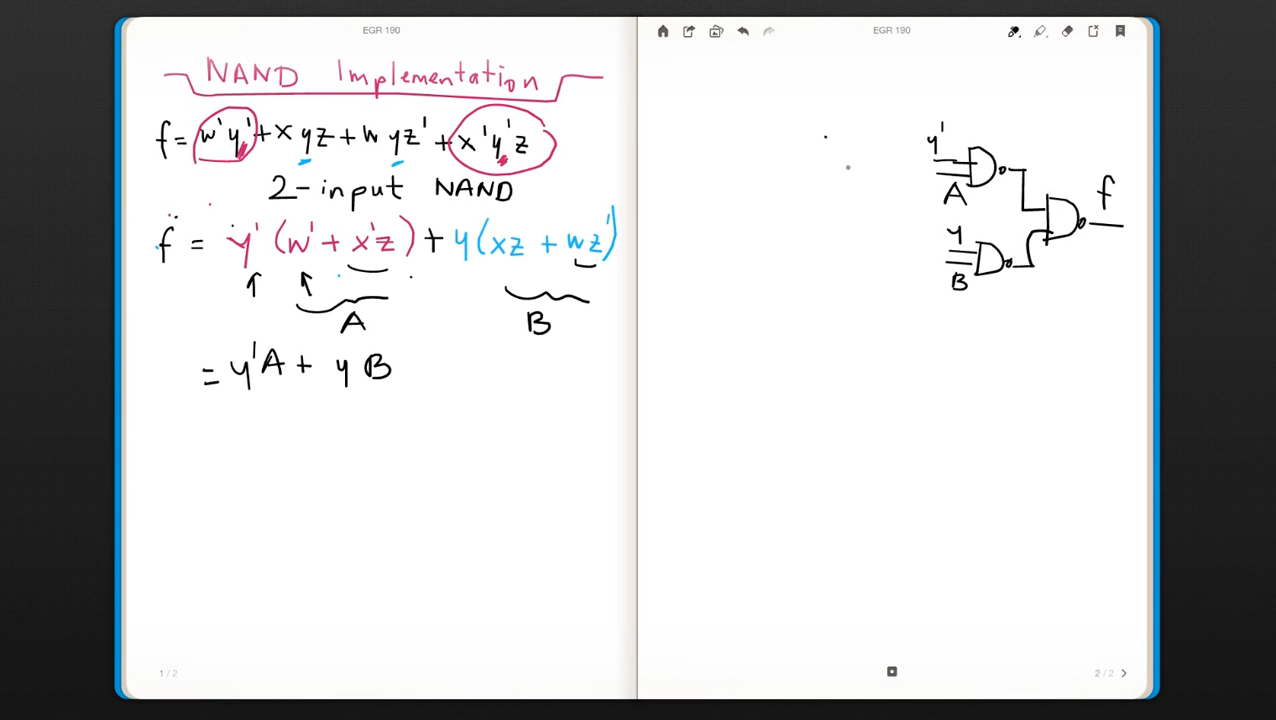 EGR 190
NAND Implementation
f = w'y' + xyz + wyz' + x'y'z
2-input NAND
f = y'(w' + x'z) + y(xz + wz')
A
B
= y'A + yB
1 / 2
EGR 190
y'
A
f
y
B
2 / 2